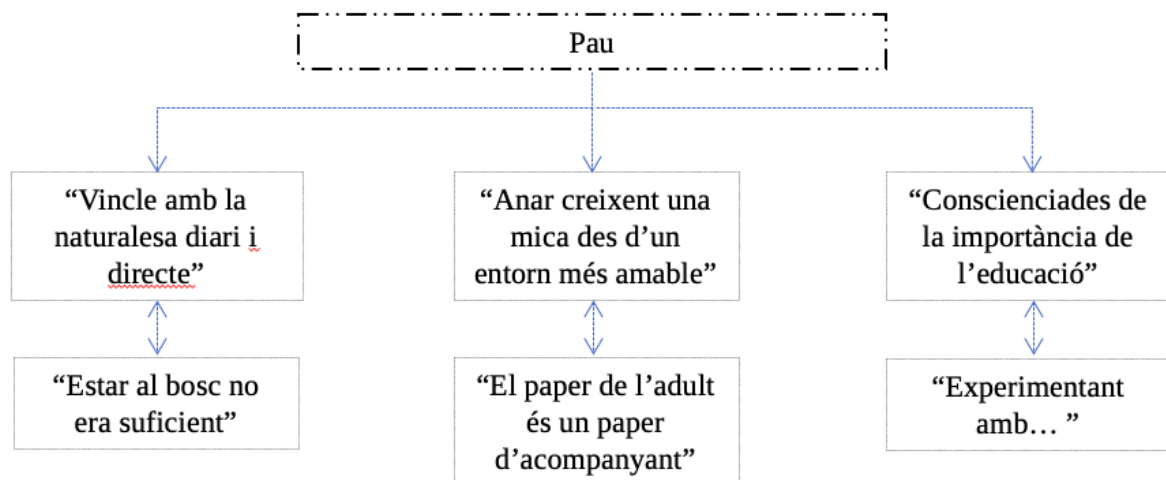 Pau
“Vincle amb la
naturalesa diari i
directe”
“Anar creixent una
mica des d’un
entorn més amable”
“Conscienciades de
la importància de
l’educació”
“Estar al bosc no
era suficient”
“El paper de l’adult
és un paper
d’acompanyant”
“Experimentant
amb… ”